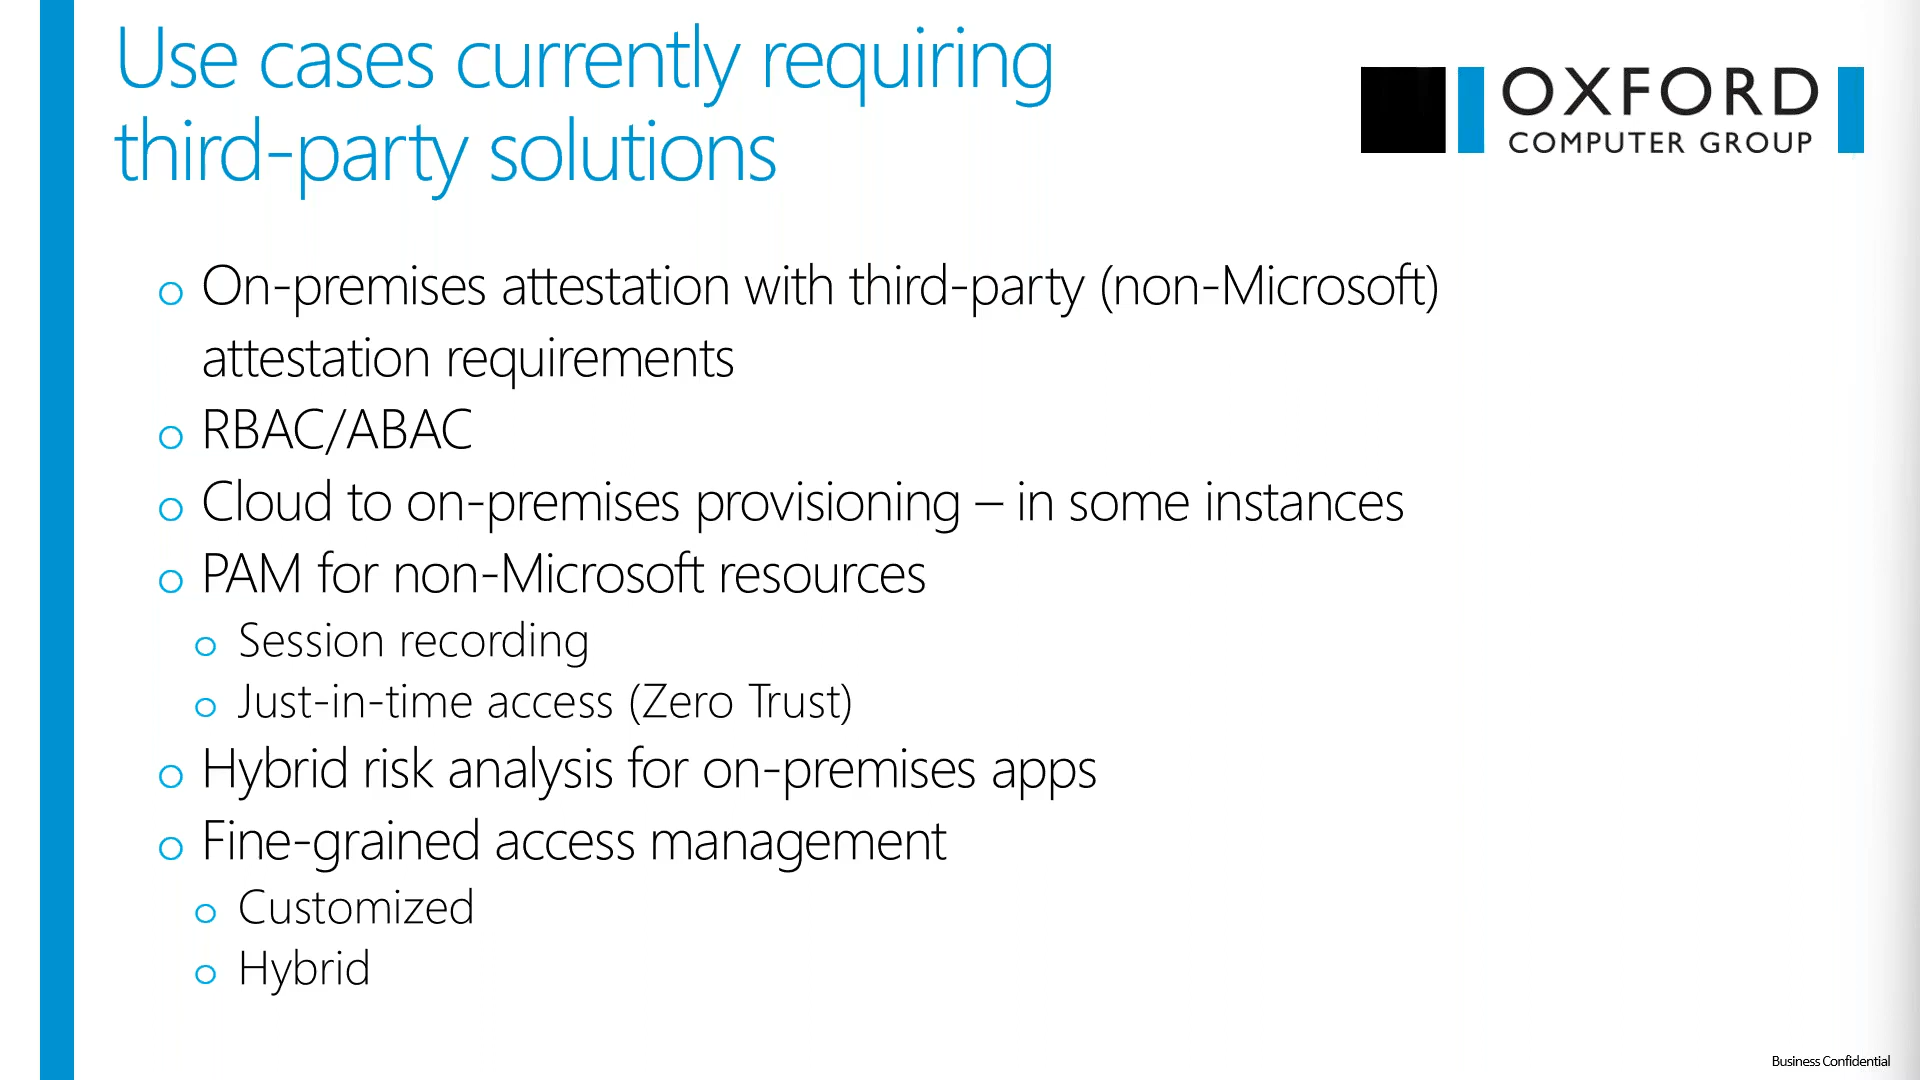 Use cases currently requiring
third-party solutions
OXFORD
COMPUTER GROUP
o On-premises attestation with third-party (non-Microsoft)
attestation requirements
o RBAC/ABAC
o Cloud to on-premises provisioning – in some instances
o PAM for non-Microsoft resources
o Session recording
o Just-in-time access (Zero Trust)
o Hybrid risk analysis for on-premises apps
o Fine-grained access management
o Customized
o Hybrid
Business Confidential